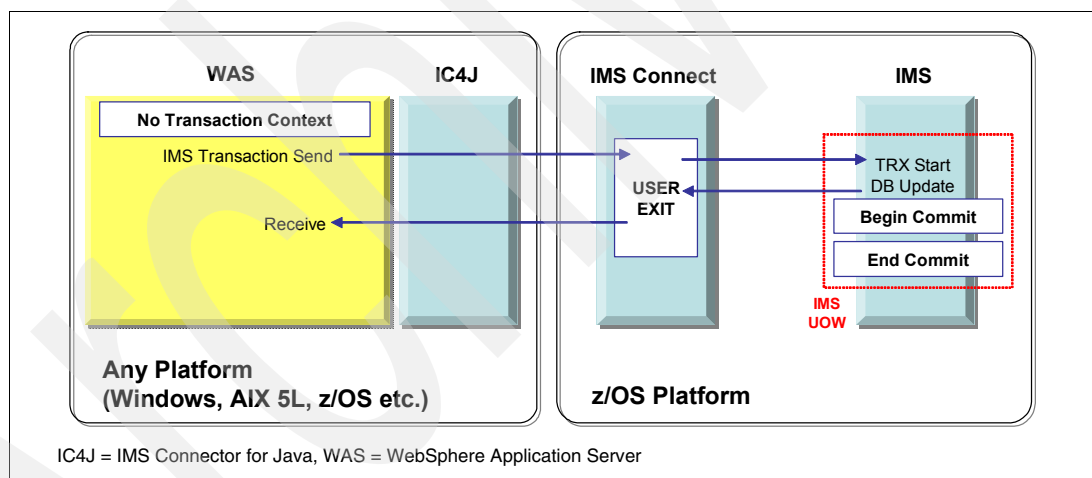 WAS
IC4J
No Transaction Context
IMS Transaction Send
Receive
Any Platform
(Windows, AIX 5L, z/OS etc.)
IMS Connect
IMS
USER
EXIT
TRX Start
DB Update
Begin Commit
End Commit
IMS
UOW
z/OS Platform
IC4J = IMS Connector for Java, WAS = WebSphere Application Server